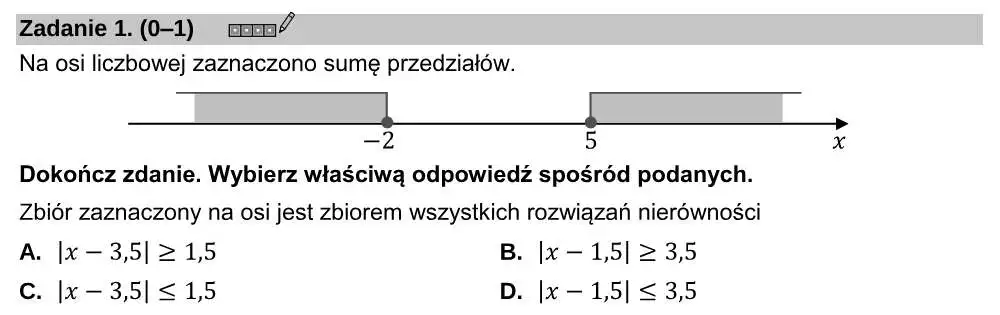 Zadanie 1. (0–1)
Na osi liczbowej zaznaczono sumę przedziałów.
−2 5 x
Dokończ zdanie. Wybierz właściwą odpowiedź spośród podanych.
Zbiór zaznaczony na osi jest zbiorem wszystkich rozwiązań nierówności
A. |x − 3,5| ≥ 1,5 B. |x − 1,5| ≥ 3,5
C. |x − 3,5| ≤ 1,5 D. |x − 1,5| ≤ 3,5